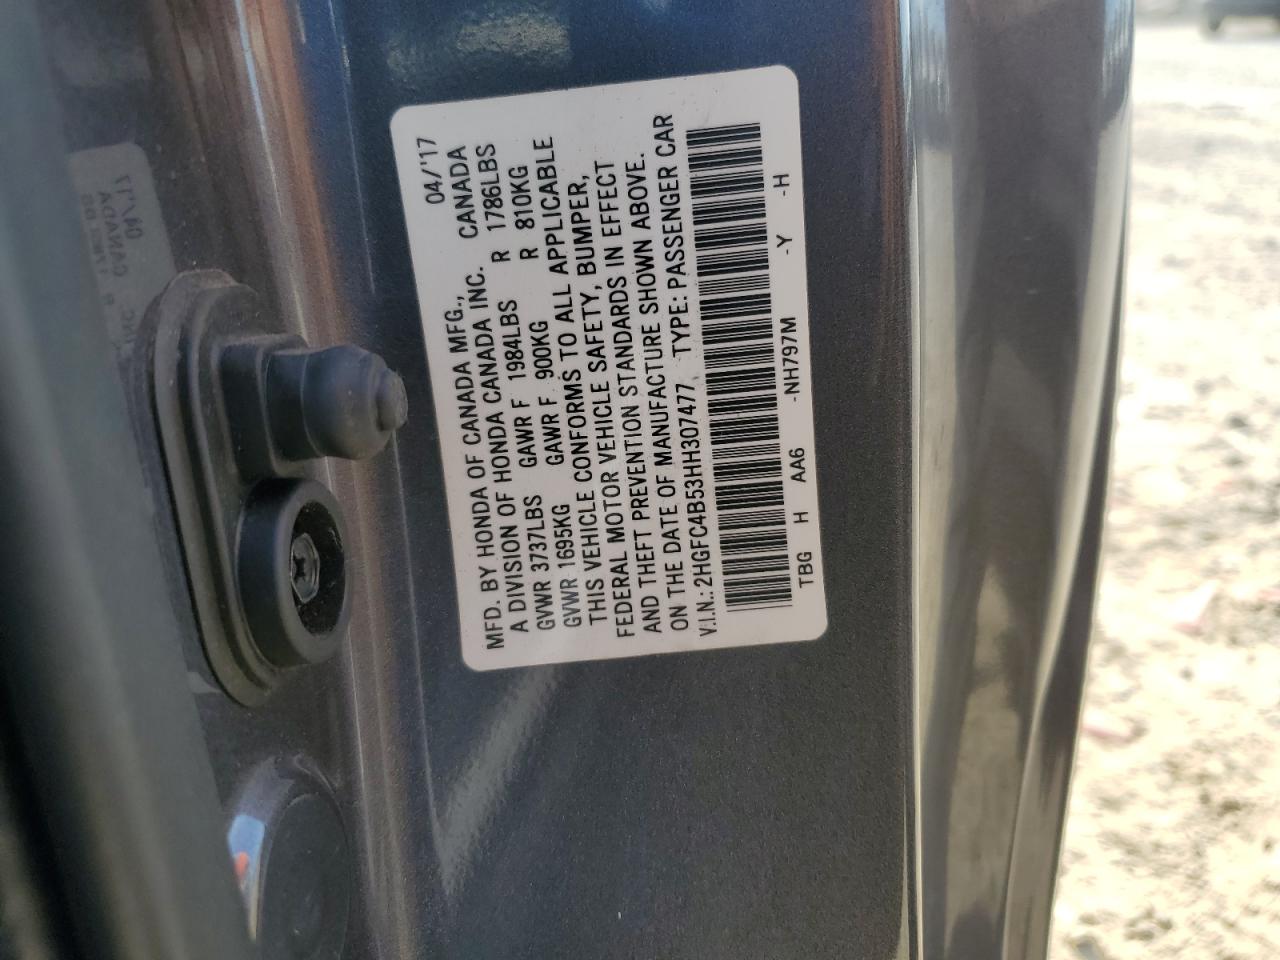 MFD. BY HONDA OF CANADA MFG., 04/'17
A DIVISION OF HONDA CANADA INC. CANADA
GVWR 3737LBS GAWR F 1984LBS R 1786LBS
GVWR 1695KG GAWR F 900KG R 810KG
THIS VEHICLE CONFORMS TO ALL APPLICABLE
FEDERAL MOTOR VEHICLE SAFETY, BUMPER,
AND THEFT PREVENTION STANDARDS IN EFFECT
ON THE DATE OF MANUFACTURE SHOWN ABOVE.
V.I.N.: 2HGFC4B53HH307477 TYPE: PASSENGER CAR
TBG H AA6 -NH797M -Y -H